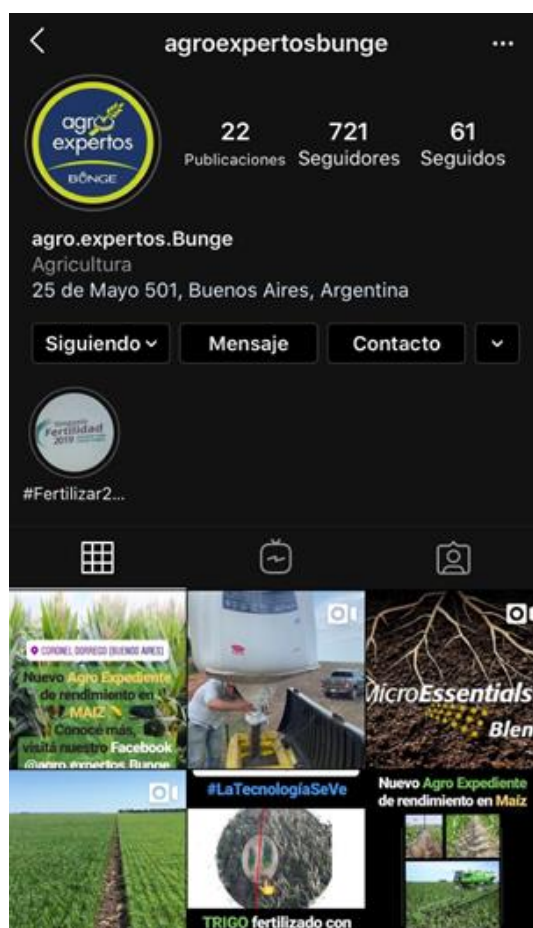 agroexpertosbunge
agro
expertos
BUNGE
22
Publicaciones
721
Seguidores
61
Seguidos
agro.expertos.Bunge
Agricultura
25 de Mayo 501, Buenos Aires, Argentina
Siguiendo
Mensaje
Contacto
Fertilidad
2019
#Fertilizar2...
CORONEL DORREGO (BUENOS AIRES)
Nuevo Agro Expediente
de rendimiento en
MAIZ
Conocé más,
visitá nuestro Facebook
@agro.expertos.Bunge
MicroEssentials
Blen
#LaTecnologíaSeVe
TRIGO fertilizado con
Nuevo Agro Expediente
de rendimiento en Maíz